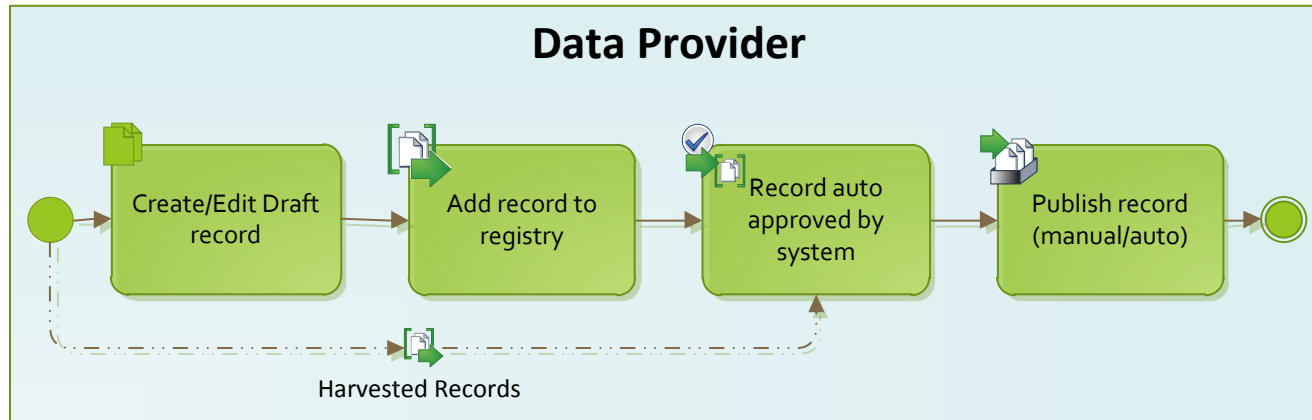 Data Provider
Create/Edit Draft
record
Add record to
registry
Record auto
approved by
system
Publish record
(manual/auto)
Harvested Records